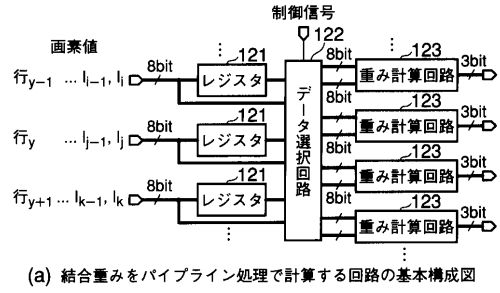 制御信号
画素値
122
8bit
121
レジスタ
8bit
123
重み計算回路
3bit
行y−1 … Ii−1, Ii
8bit
121
レジスタ
8bit
123
重み計算回路
3bit
行y … Ij−1, Ij
データ選択回路
8bit
121
レジスタ
8bit
123
重み計算回路
3bit
行y+1 … Ik−1, Ik
8bit
123
重み計算回路
3bit
(a) 結合重みをパイプライン処理で計算する回路の基本構成図